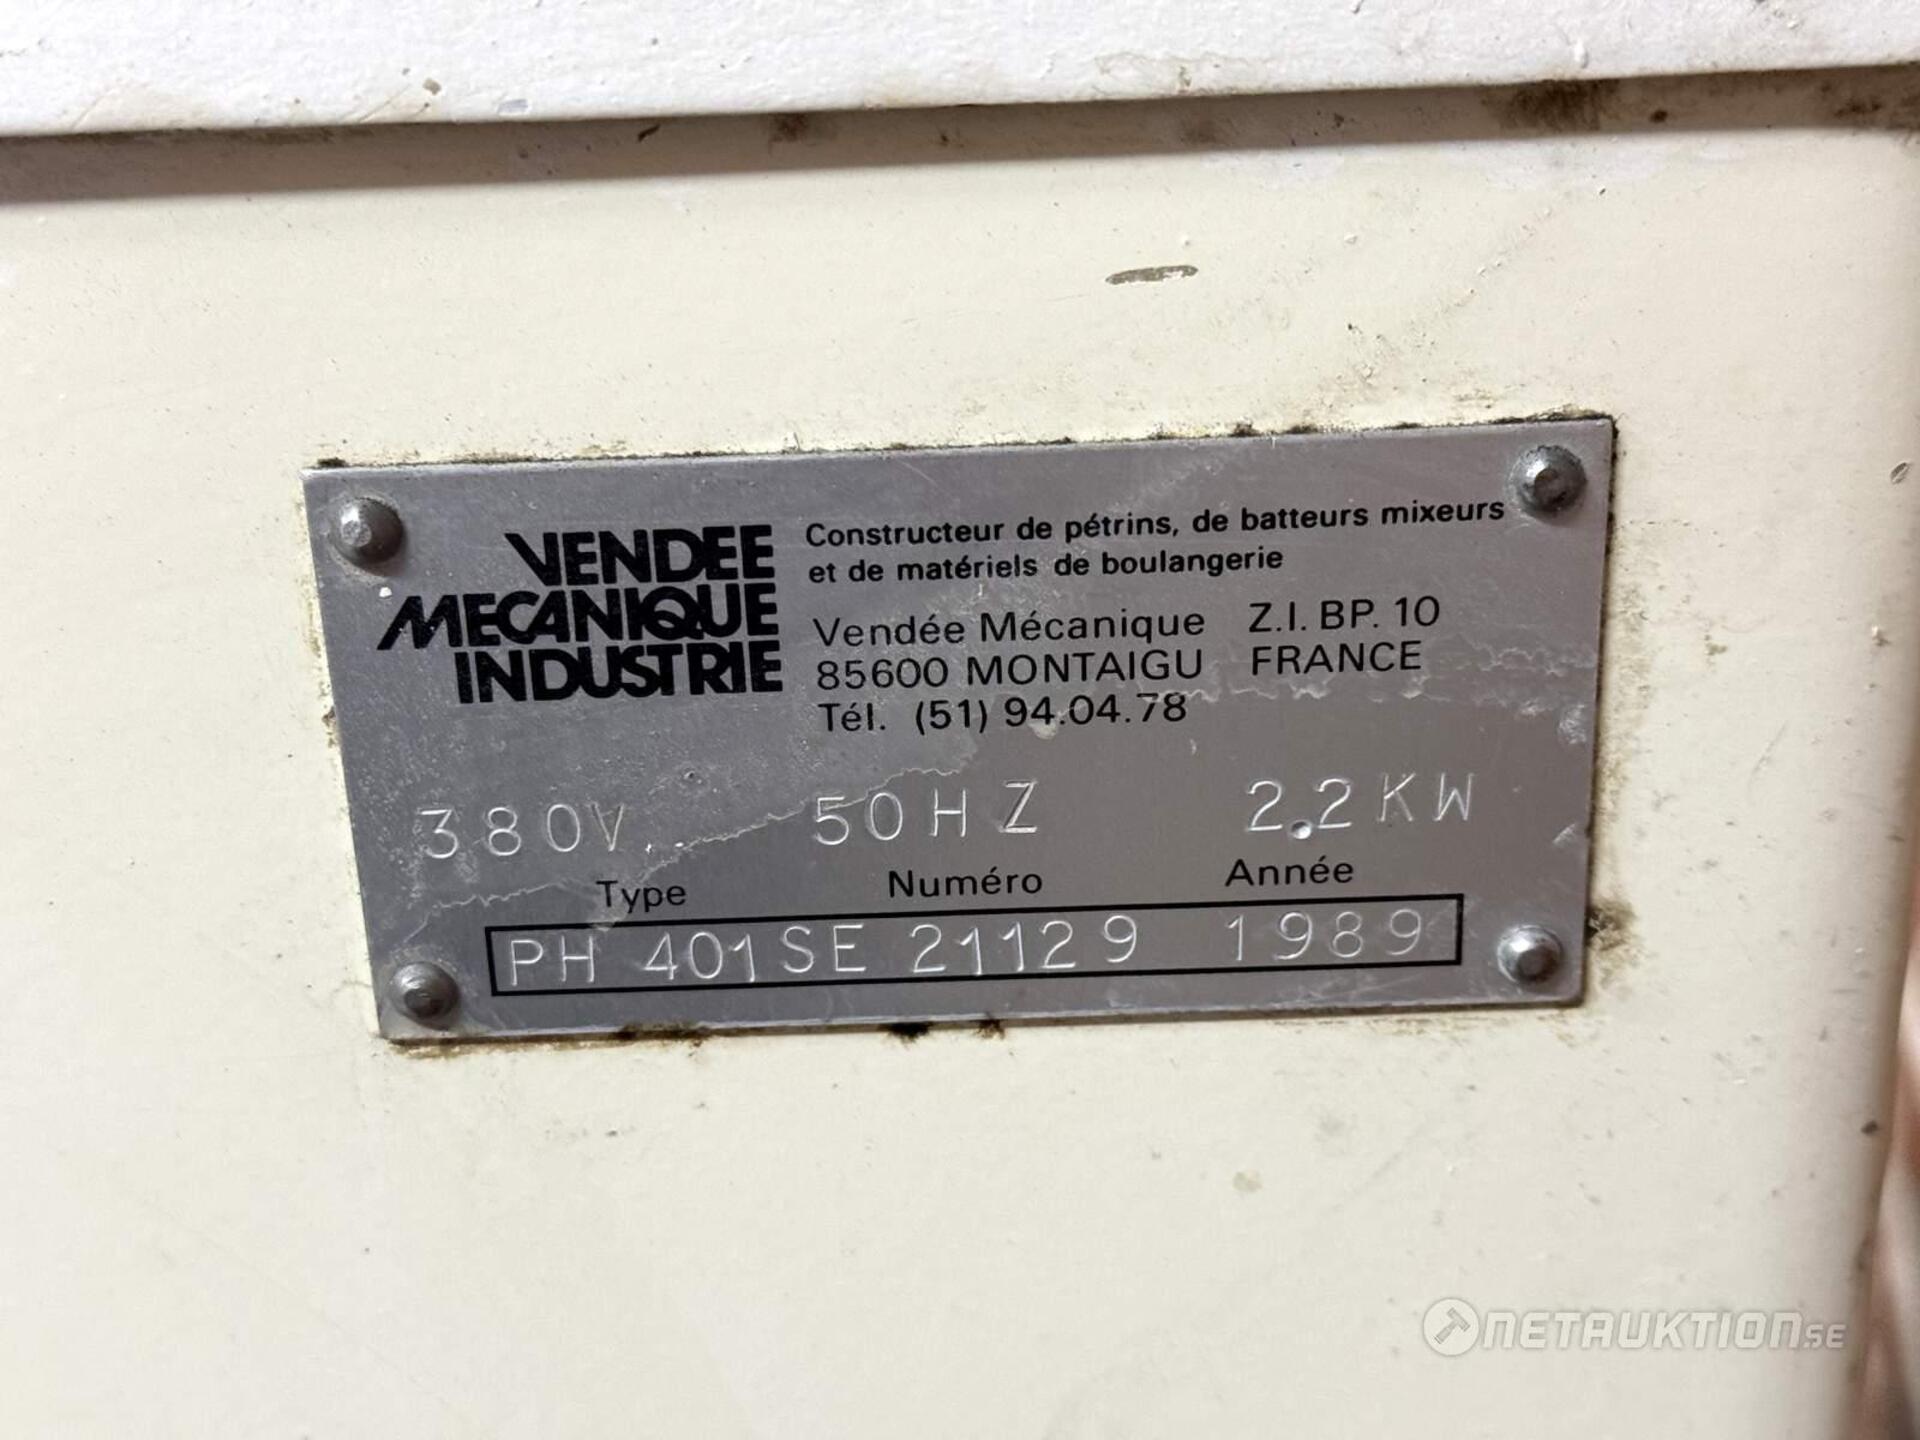 VENDEE
MECANIQUE
INDUSTRIE
Constructeur de pétrins, de batteurs mixeurs
et de matériels de boulangerie
Vendée Mécanique Z.I. BP. 10
85600 MONTAIGU FRANCE
Tél. (51) 94.04.78
380V 50HZ 2.2KW
Type Numéro Année
PH 401SE 21129 1989
NETAUKTION.SE